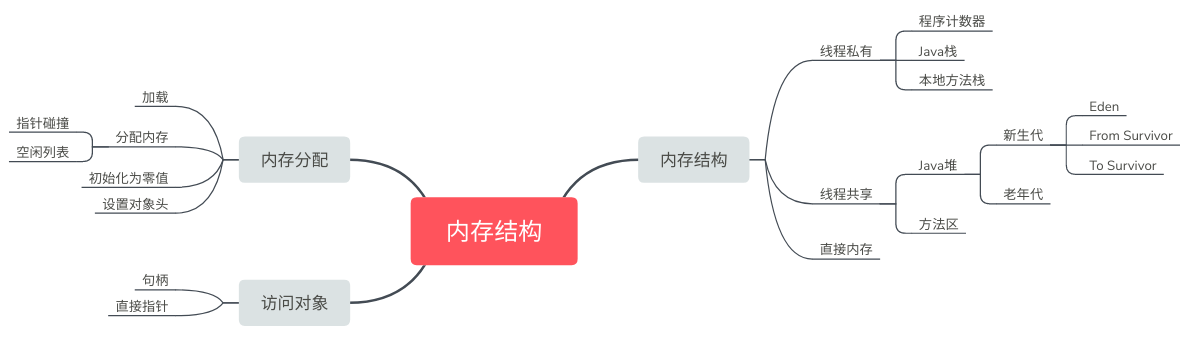 内存结构
内存分配
加载
分配内存
指针碰撞
空闲列表
初始化为零值
设置对象头
访问对象
句柄
直接指针
内存结构
线程私有
程序计数器
Java栈
本地方法栈
线程共享
Java堆
新生代
Eden
From Survivor
To Survivor
老年代
方法区
直接内存